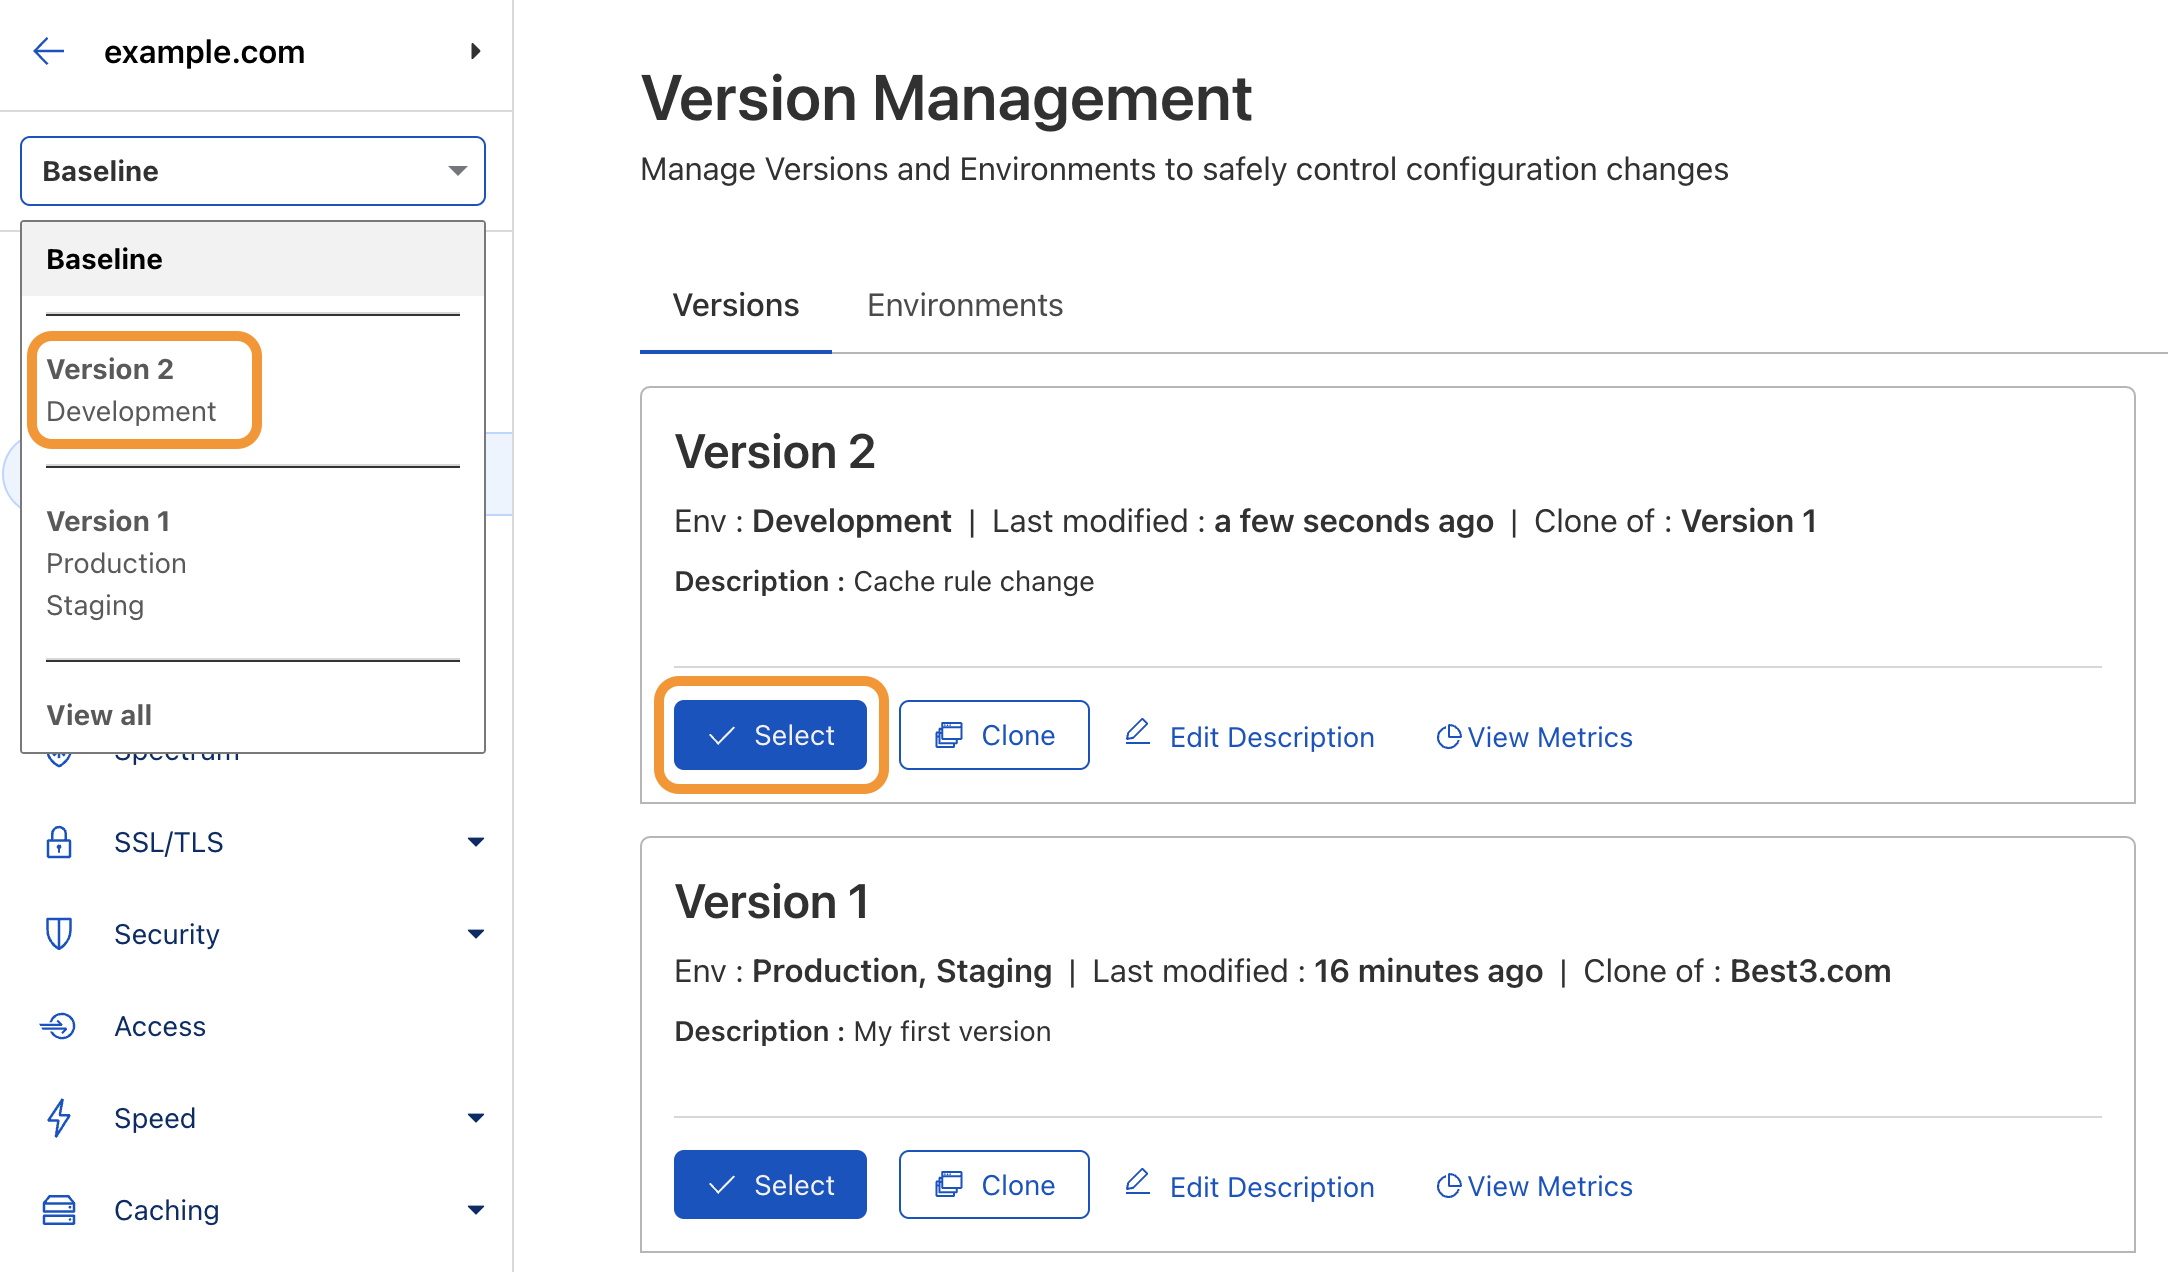 example.com
Baseline
Baseline
Version 2
Development
Version 1
Production
Staging
View all
Spectrum
SSL/TLS
Security
Access
Speed
Caching
Version Management
Manage Versions and Environments to safely control configuration changes
Versions Environments
Version 2
Env : Development | Last modified : a few seconds ago | Clone of : Version 1
Description : Cache rule change
Select Clone Edit Description View Metrics
Version 1
Env : Production, Staging | Last modified : 16 minutes ago | Clone of : Best3.com
Description : My first version
Select Clone Edit Description View Metrics